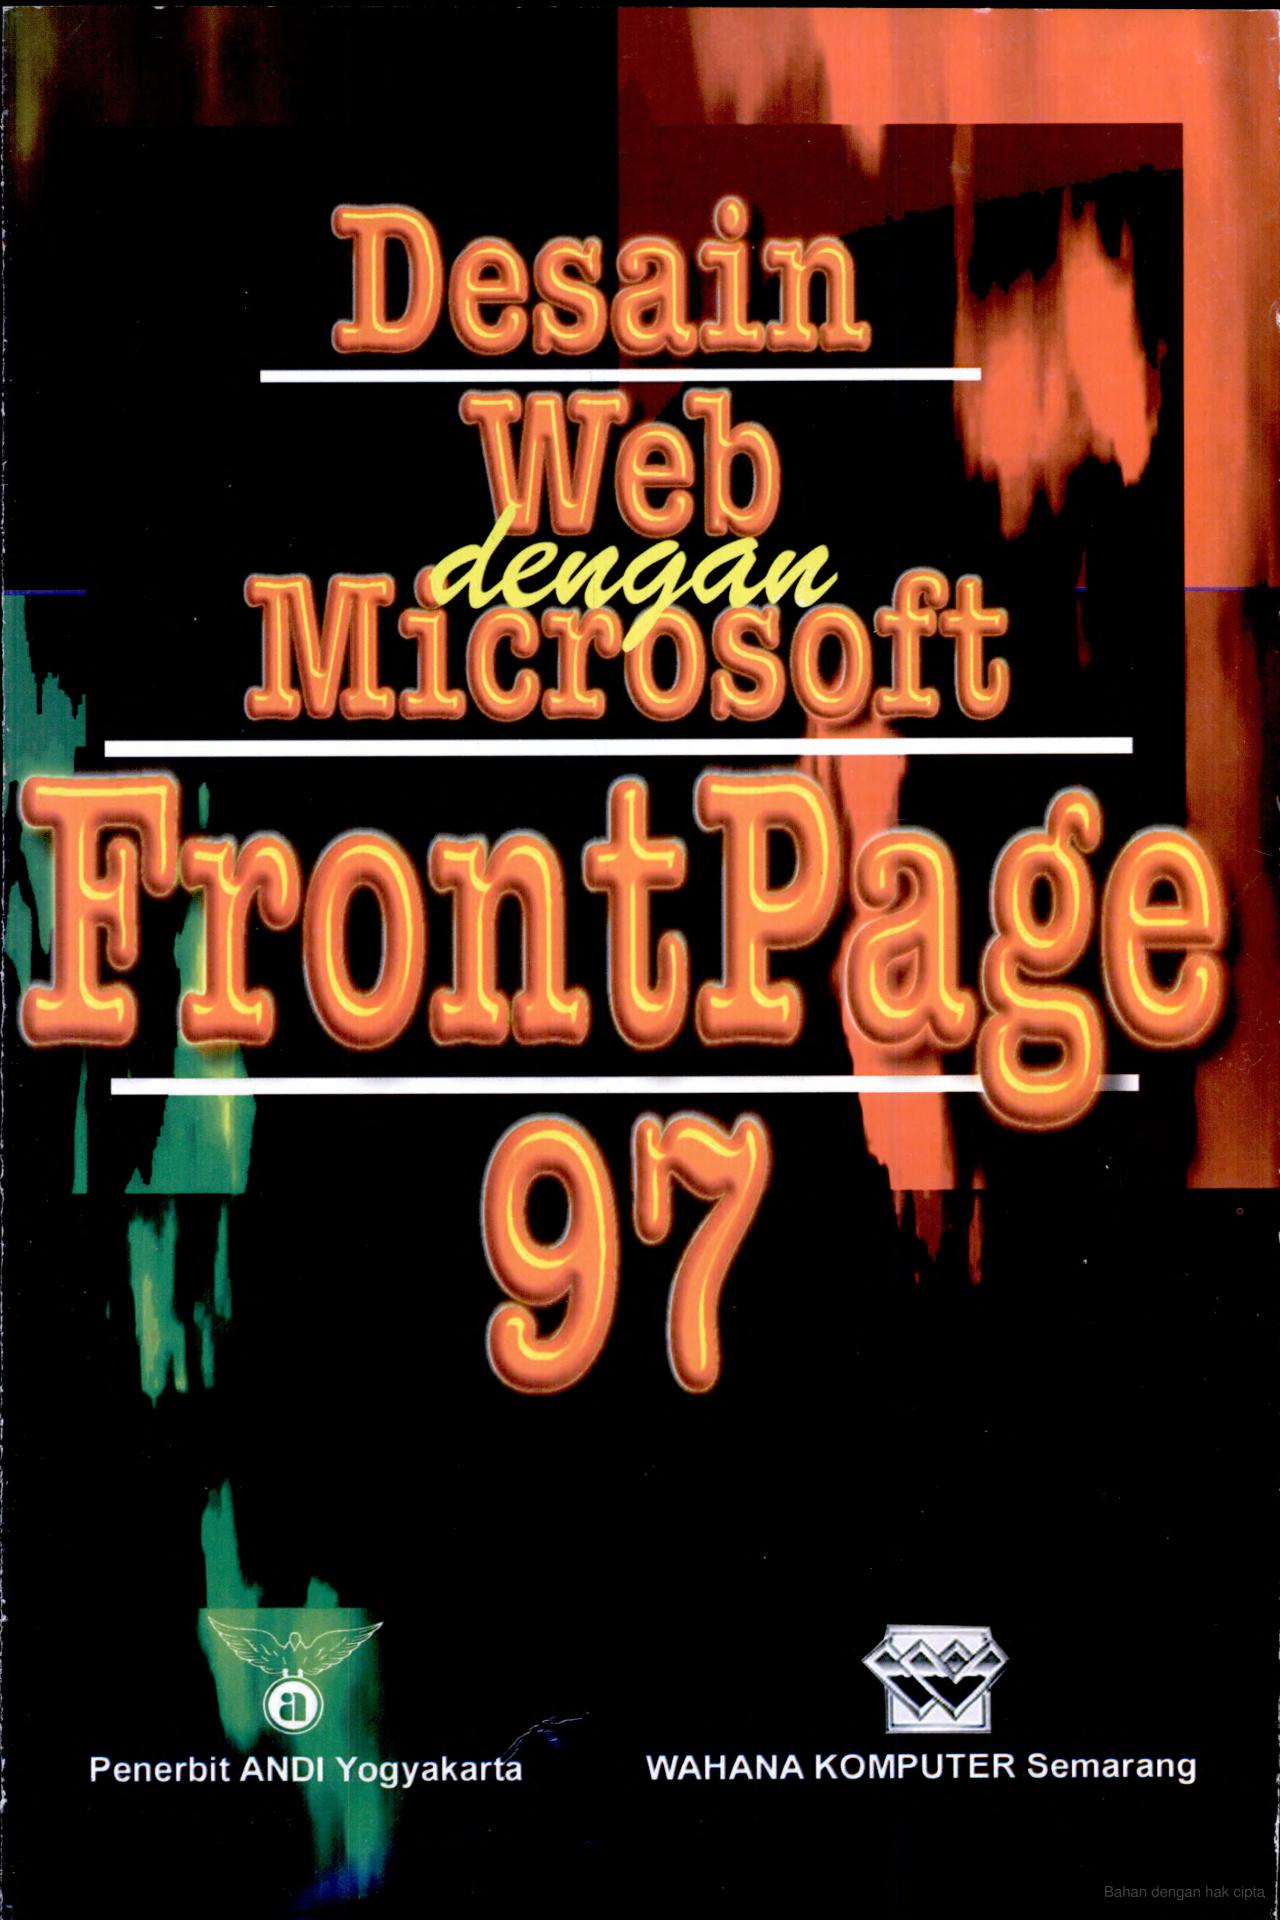 Desain
Web
dengan
Microsoft
FrontPage
97
a
Penerbit ANDI Yogyakarta
WAHANA KOMPUTER Semarang
Bahan dengan hak cipta